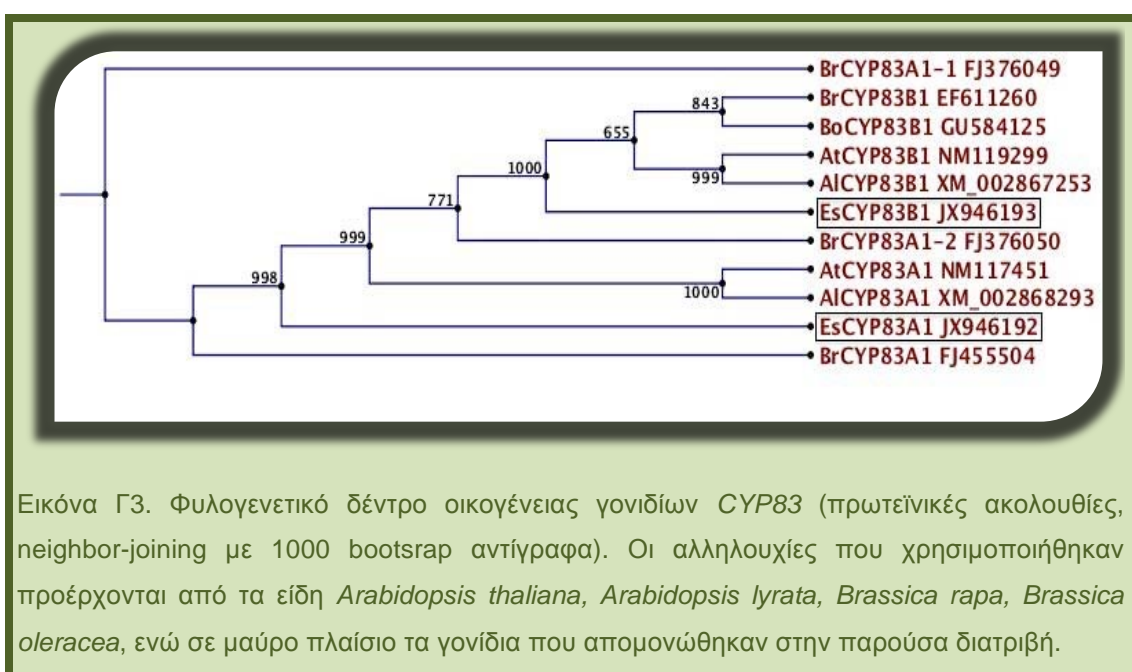 BrCYP83A1-1 FJ376049
BrCYP83B1 EF611260
843
BoCYP83B1 GU584125
655
AtCYP83B1 NM119299
1000
999
AlCYP83B1 XM_002867253
771
EsCYP83B1 JX946193
999
BrCYP83A1-2 FJ376050
998
AtCYP83A1 NM117451
1000
AlCYP83A1 XM_002868293
EsCYP83A1 JX946192
BrCYP83A1 FJ455504
Εικόνα Γ3. Φυλογενετικό δέντρο οικογένειας γονιδίων CYP83 (πρωτεϊνικές ακολουθίες,
neighbor-joining με 1000 bootsrap αντίγραφα). Οι αλληλουχίες που χρησιμοποιήθηκαν
προέρχονται από τα είδη Arabidopsis thaliana, Arabidopsis lyrata, Brassica rapa, Brassica
oleracea, ενώ σε μαύρο πλαίσιο τα γονίδια που απομονώθηκαν στην παρούσα διατριβή.